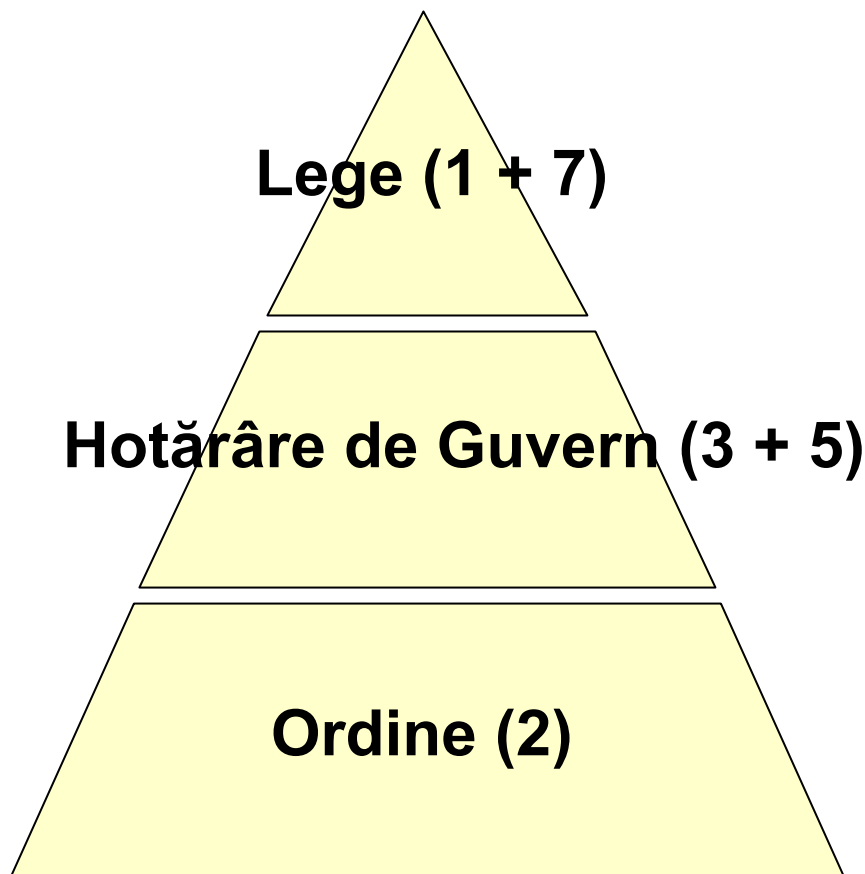 Lege (1 + 7)
Hotărâre de Guvern (3 + 5)
Ordine (2)